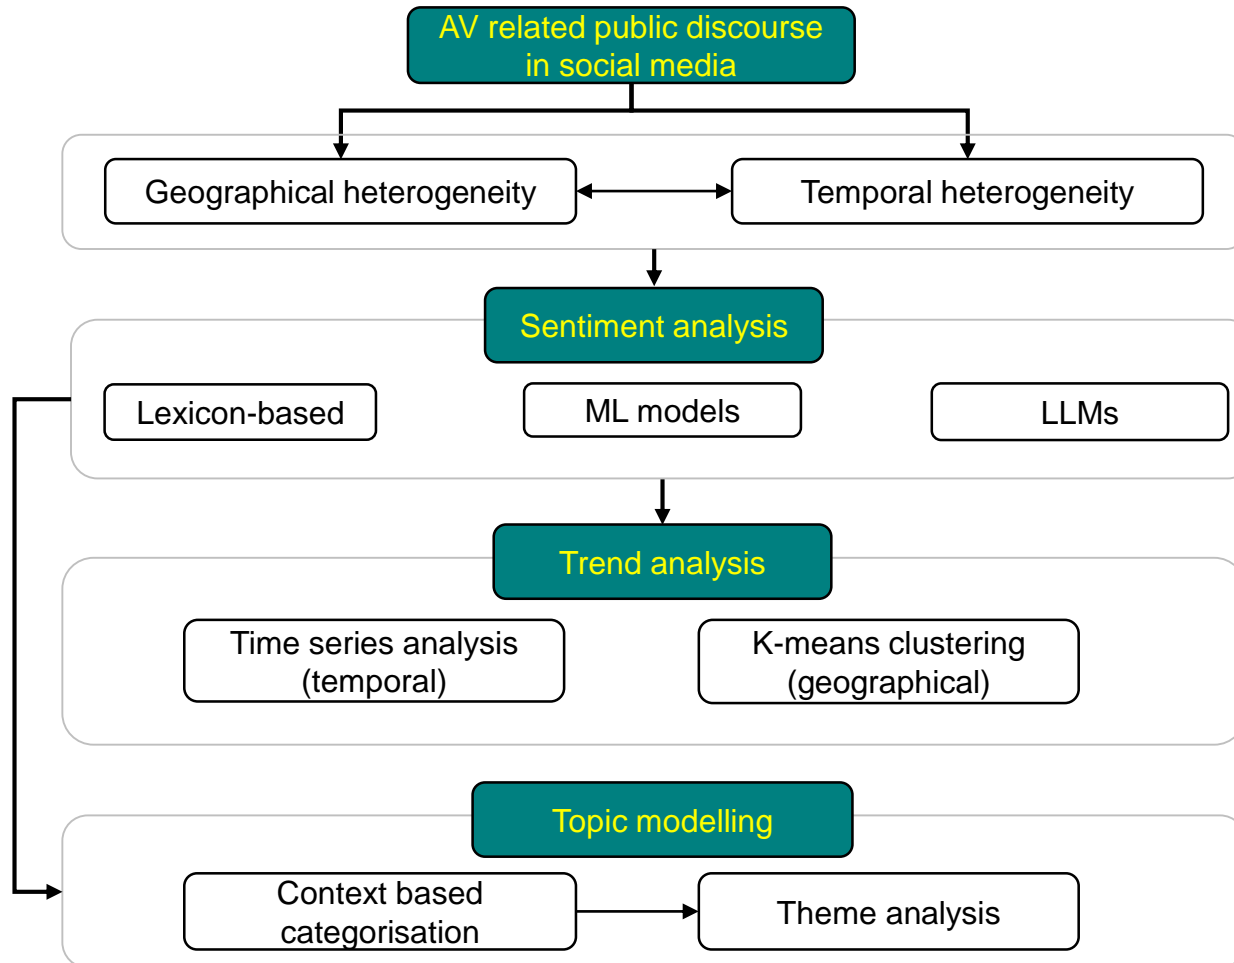 AV related public discourse
in social media
Geographical heterogeneity
Temporal heterogeneity
Sentiment analysis
Lexicon-based
ML models
LLMs
Trend analysis
Time series analysis
(temporal)
K-means clustering
(geographical)
Topic modelling
Context based
categorisation
Theme analysis